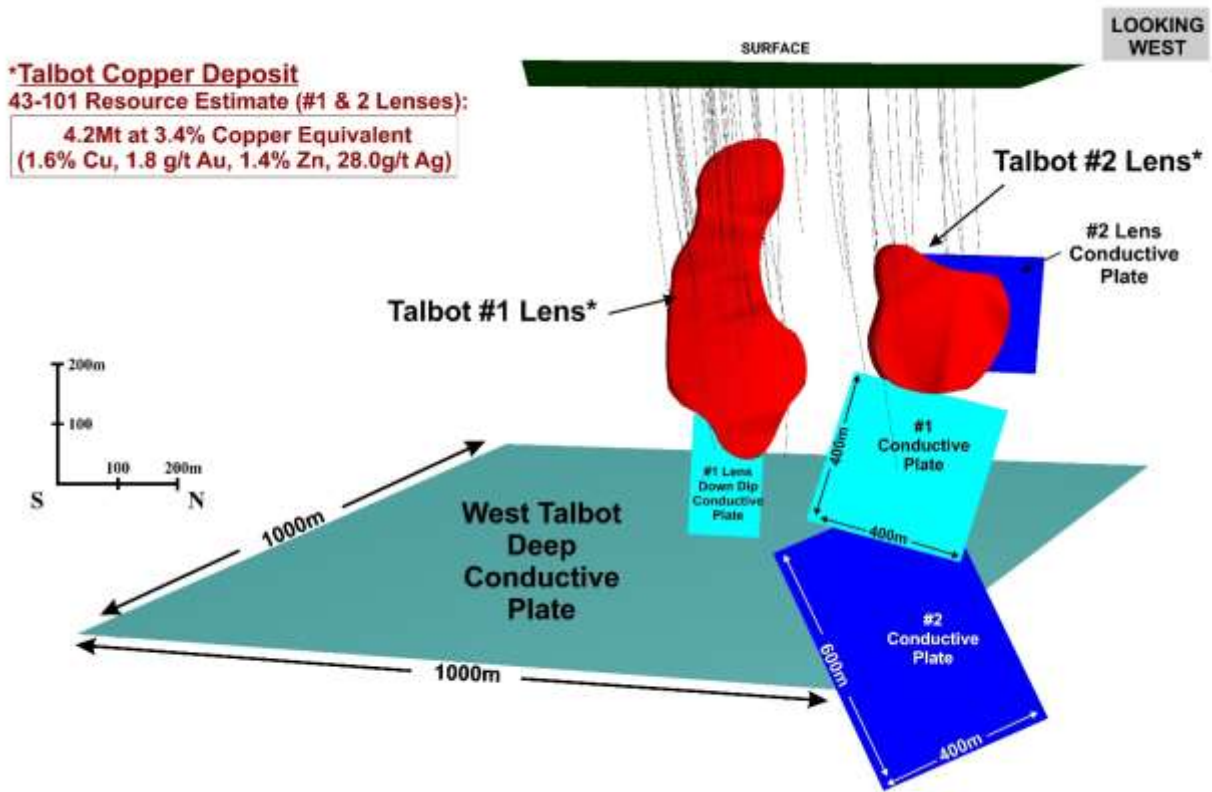 LOOKING
WEST
SURFACE
*Talbot Copper Deposit
43-101 Resource Estimate (#1 & 2 Lenses):
4.2Mt at 3.4% Copper Equivalent
(1.6% Cu, 1.8 g/t Au, 1.4% Zn, 28.0g/t Ag)
Talbot #2 Lens*
#2 Lens
Conductive
Plate
Talbot #1 Lens*
200m
100
100
200m
S
N
#1
Conductive
Plate
400m
400m
#1 Lens
Down Dip
Conductive
Plate
West Talbot
Deep
Conductive
Plate
1000m
1000m
#2
Conductive
Plate
600m
400m